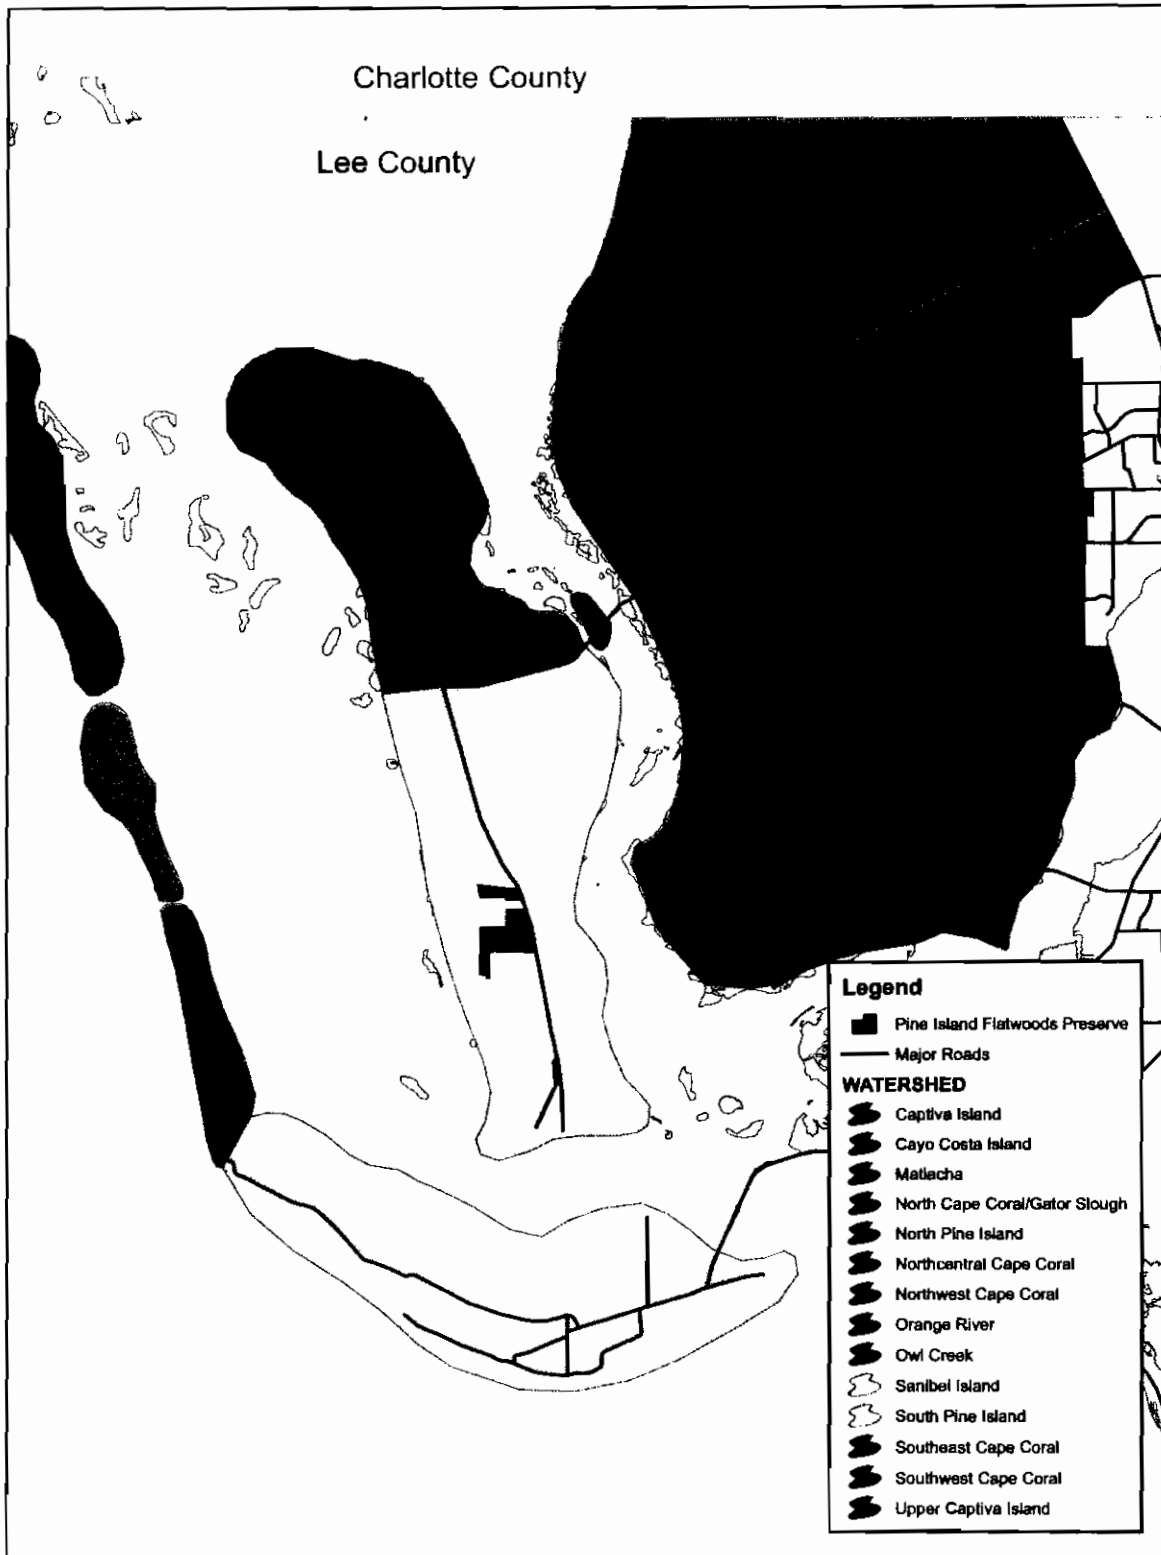 Charlotte County
Lee County
Legend
Pine Island Flatwoods Preserve
Major Roads
WATERSHED
Captiva Island
Cayo Costa Island
Matlacha
North Cape Coral/Gator Slough
North Pine Island
Northcentral Cape Coral
Northwest Cape Coral
Orange River
Owl Creek
Sanibel Island
South Pine Island
Southeast Cape Coral
Southwest Cape Coral
Upper Captiva Island